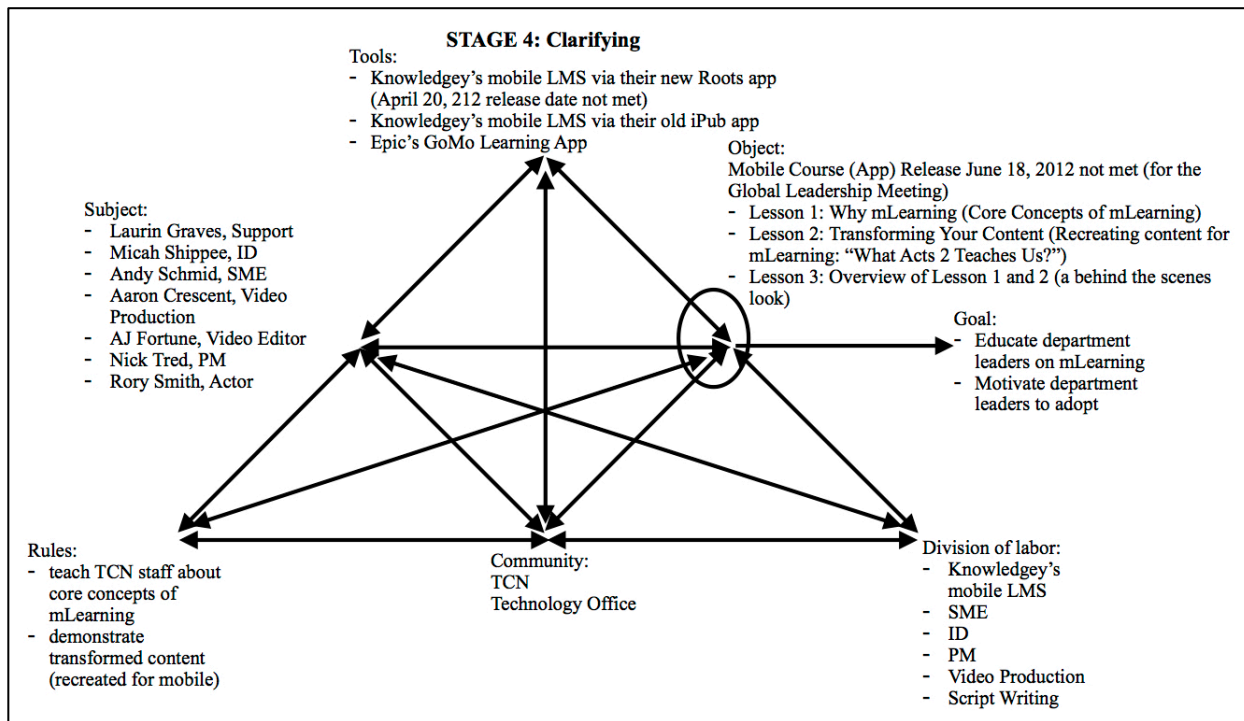 STAGE 4: Clarifying
Tools:
- Knowledgey's mobile LMS via their new Roots app
(April 20, 212 release date not met)
- Knowledgey's mobile LMS via their old iPub app
- Epic's GoMo Learning App
Object:
Mobile Course (App) Release June 18, 2012 not met (for the
Global Leadership Meeting)
- Lesson 1: Why mLearning (Core Concepts of mLearning)
- Lesson 2: Transforming Your Content (Recreating content for
mLearning: “What Acts 2 Teaches Us?”)
- Lesson 3: Overview of Lesson 1 and 2 (a behind the scenes
look)
Subject:
- Laurin Graves, Support
- Micah Shippee, ID
- Andy Schmid, SME
- Aaron Crescent, Video
Production
- AJ Fortune, Video Editor
- Nick Tred, PM
- Rory Smith, Actor
Goal:
- Educate department
leaders on mLearning
- Motivate department
leaders to adopt
Rules:
- teach TCN staff about
core concepts of
mLearning
- demonstrate
transformed content
(recreated for mobile)
Community:
TCN
Technology Office
Division of labor:
- Knowledgey's
mobile LMS
- SME
- ID
- PM
- Video Production
- Script Writing